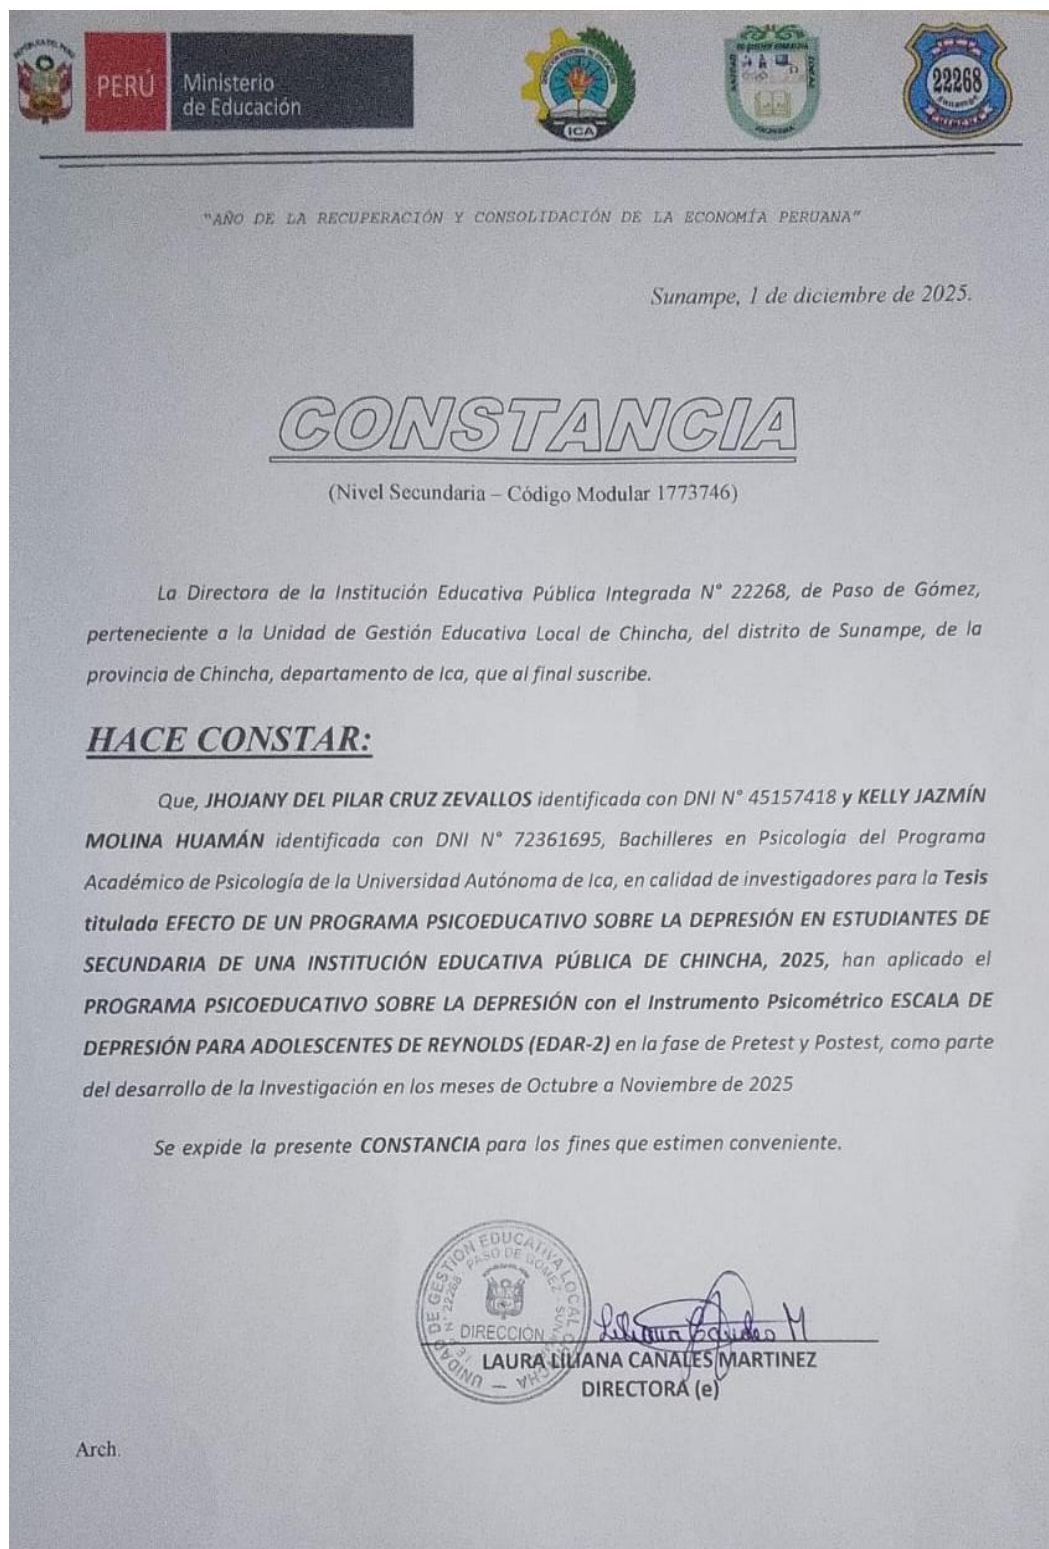 REPÚBLICA DEL PERÚ
PERÚ
Ministerio
de Educación
ICA
22268
Sunampe
CHINCHA
"AÑO DE LA RECUPERACIÓN Y CONSOLIDACIÓN DE LA ECONOMÍA PERUANA"
Sunampe, 1 de diciembre de 2025.
CONSTANCIA
(Nivel Secundaria – Código Modular 1773746)
La Directora de la Institución Educativa Pública Integrada N° 22268, de Paso de Gómez,
perteneciente a la Unidad de Gestión Educativa Local de Chincha, del distrito de Sunampe, de la
provincia de Chincha, departamento de Ica, que al final suscribe.
HACE CONSTAR:
Que, JHOJANY DEL PILAR CRUZ ZEVALLOS identificada con DNI N° 45157418 y KELLY JAZMÍN
MOLINA HUAMÁN identificada con DNI N° 72361695, Bachilleres en Psicología del Programa
Académico de Psicología de la Universidad Autónoma de Ica, en calidad de investigadores para la Tesis
titulada EFECTO DE UN PROGRAMA PSICOEDUCATIVO SOBRE LA DEPRESIÓN EN ESTUDIANTES DE
SECUNDARIA DE UNA INSTITUCIÓN EDUCATIVA PÚBLICA DE CHINCHA, 2025, han aplicado el
PROGRAMA PSICOEDUCATIVO SOBRE LA DEPRESIÓN con el Instrumento Psicométrico ESCALA DE
DEPRESIÓN PARA ADOLESCENTES DE REYNOLDS (EDAR-2) en la fase de Pretest y Postest, como parte
del desarrollo de la Investigación en los meses de Octubre a Noviembre de 2025
Se expide la presente CONSTANCIA para los fines que estimen conveniente.
UNIDAD DE GESTION EDUCATIVA LOCAL CHINCHA
I.E. N° 22268 PASO DE GOMEZ - SUNAMPE
DIRECCIÓN
LAURA LILIANA CANALES MARTINEZ
DIRECTORA (e)
Arch.